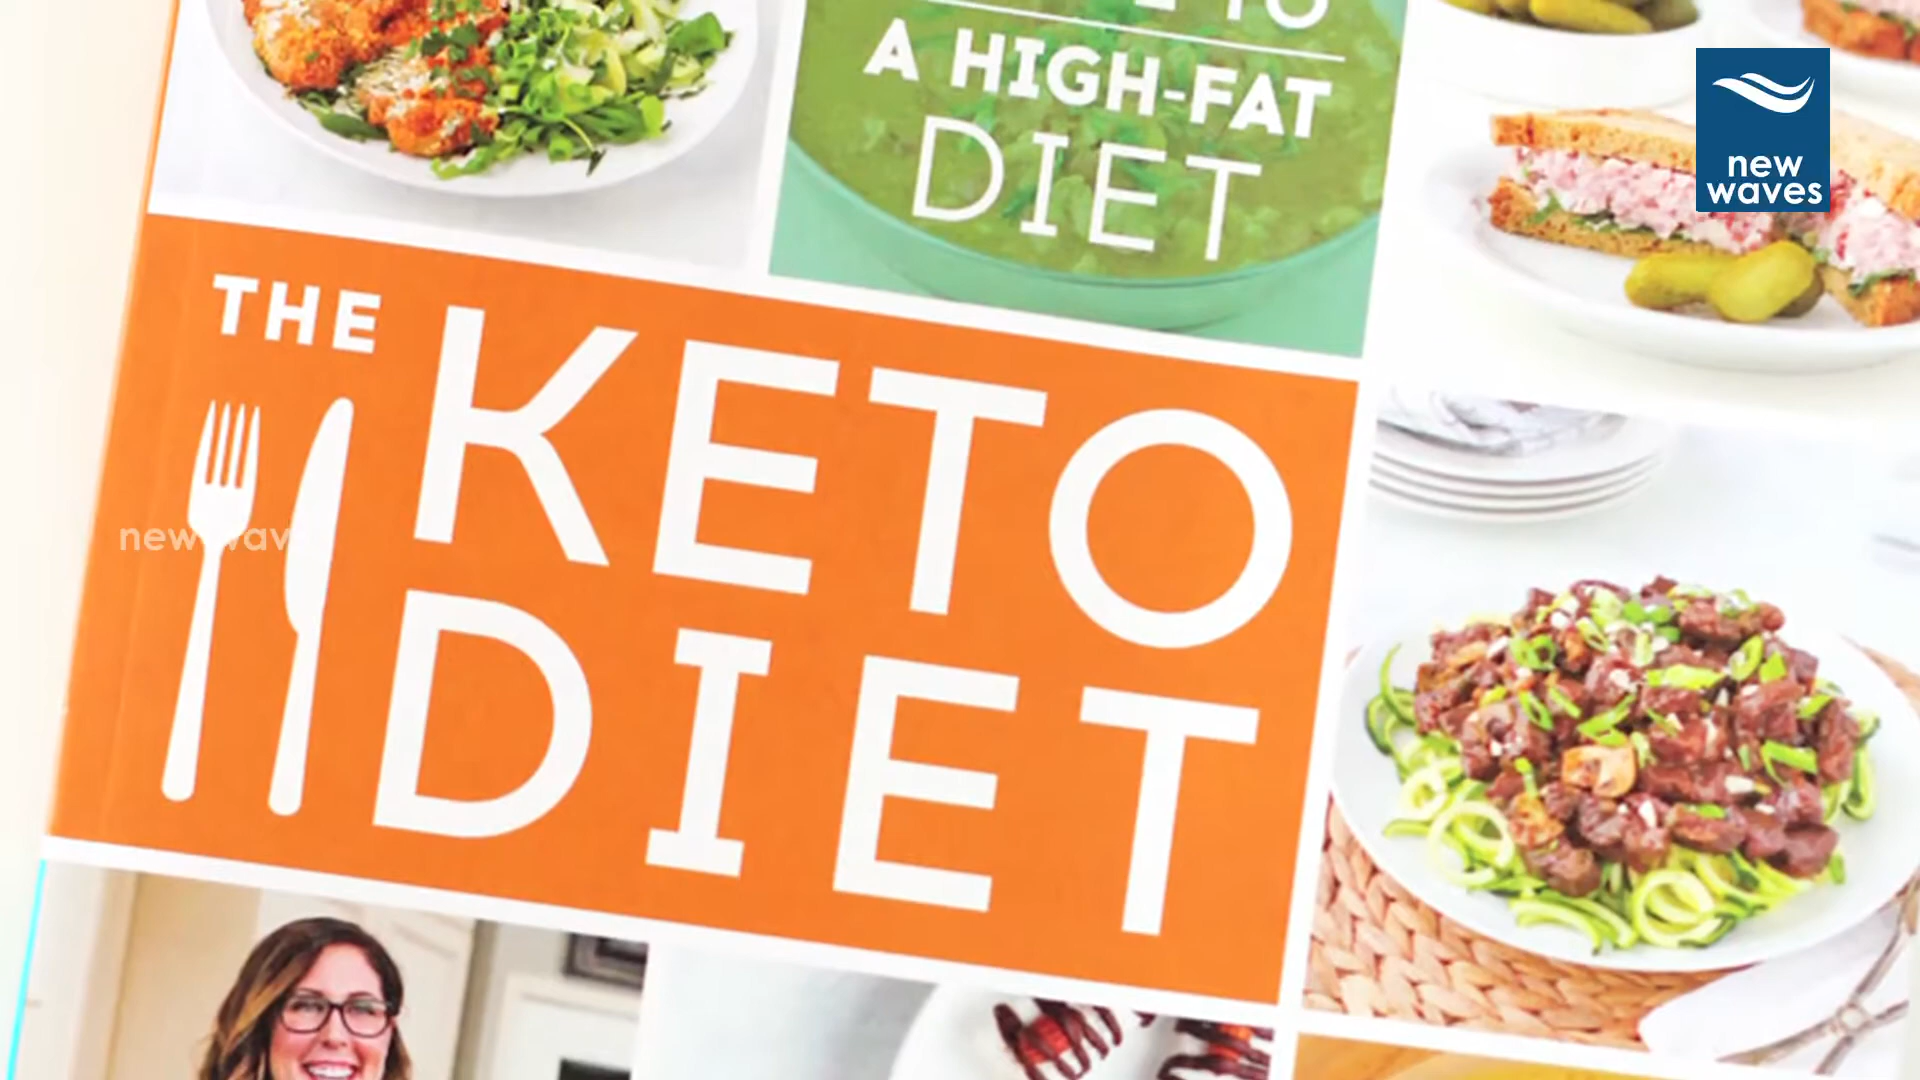 A HIGH-FAT
DIET
new
waves
THE
KETO
DIET